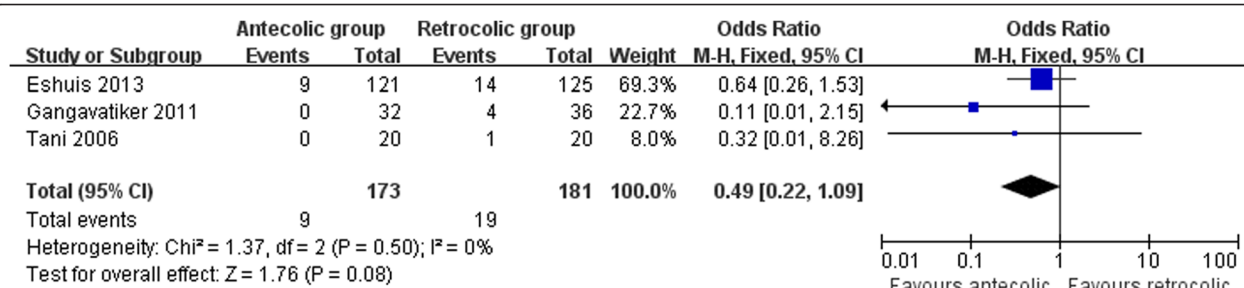 Antecolic group Retrocolic group Odds Ratio Odds Ratio
Study or Subgroup Events Total Events Total Weight M-H, Fixed, 95% CI M-H, Fixed, 95% CI
Eshuis 2013 9 121 14 125 69.3% 0.64 [0.26, 1.53]
Gangavatiker 2011 0 32 4 36 22.7% 0.11 [0.01, 2.15]
Tani 2006 0 20 1 20 8.0% 0.32 [0.01, 8.26]
Total (95% CI) 173 181 100.0% 0.49 [0.22, 1.09]
Total events 9 19
Heterogeneity: Chi² = 1.37, df = 2 (P = 0.50); I² = 0%
Test for overall effect: Z = 1.76 (P = 0.08)
0.01 0.1 1 10 100
Favours antecolic Favours retrocolic